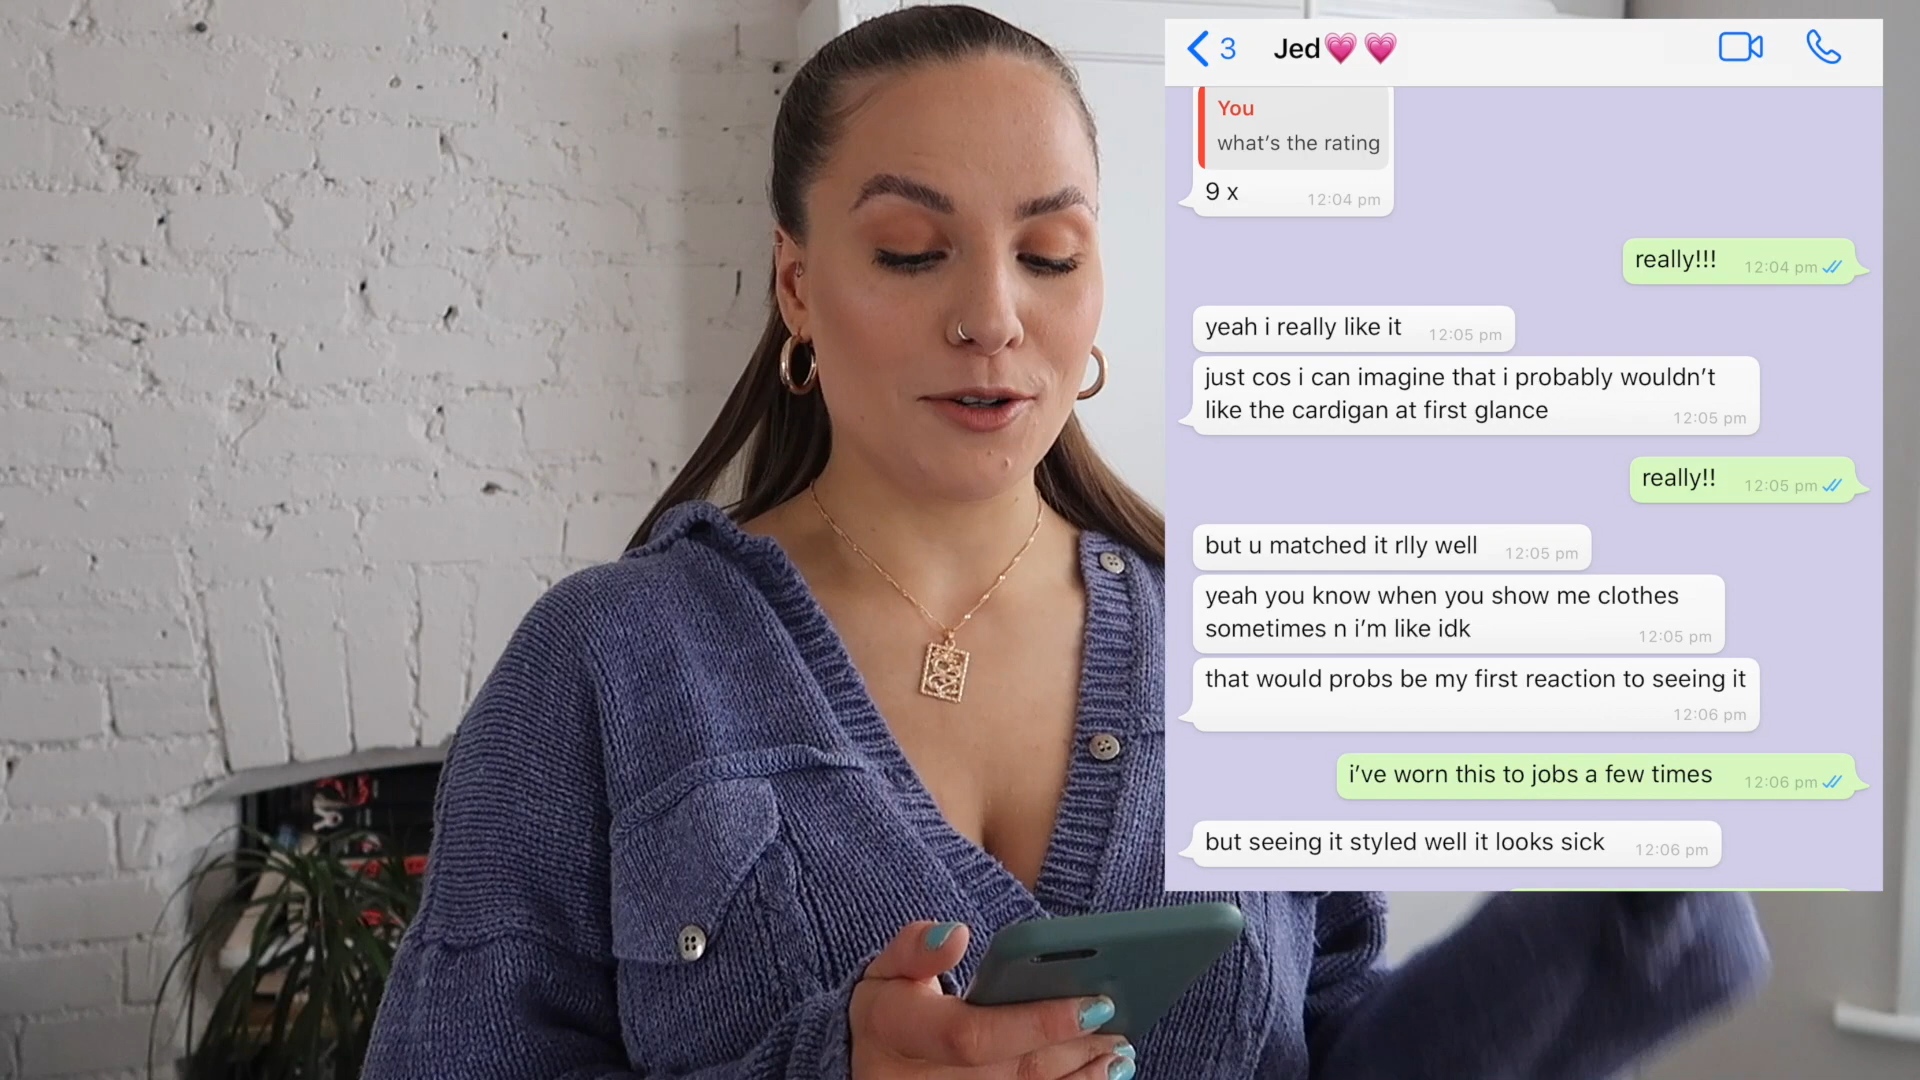 3 Jed💗💗
You
what's the rating
9 x 12:04 pm
really!!! 12:04 pm
yeah i really like it 12:05 pm
just cos i can imagine that i probably wouldn't
like the cardigan at first glance 12:05 pm
really!! 12:05 pm
but u matched it rlly well 12:05 pm
yeah you know when you show me clothes
sometimes n i'm like idk 12:05 pm
that would probs be my first reaction to seeing it
12:06 pm
i've worn this to jobs a few times 12:06 pm
but seeing it styled well it looks sick 12:06 pm